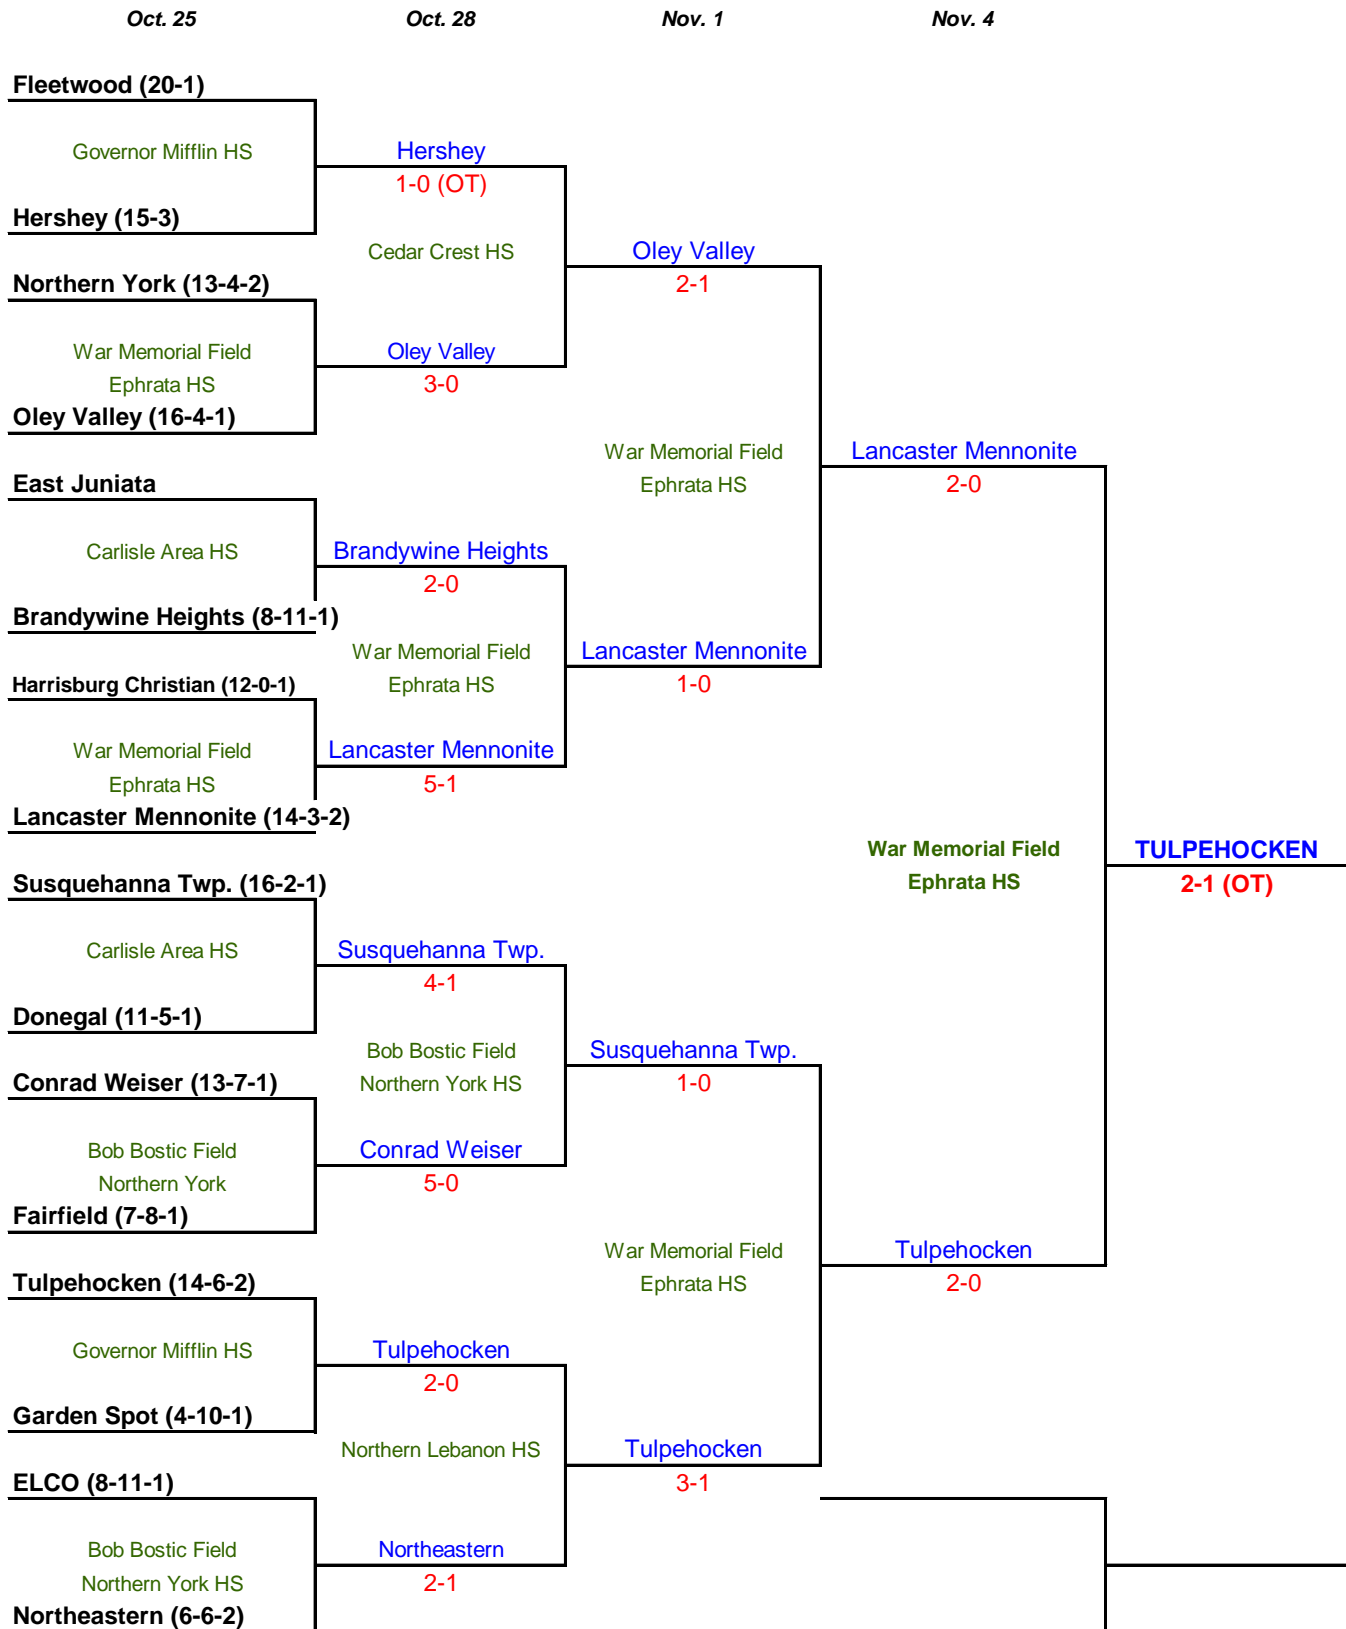 Oct. 25 Oct. 28 Nov. 1 Nov. 4
Fleetwood (20-1)
Governor Mifflin HS Hershey
1-0 (OT)
Hershey (15-3)
Cedar Crest HS Oley Valley
Northern York (13-4-2) 2-1
War Memorial Field Oley Valley
Ephrata HS 3-0
Oley Valley (16-4-1)
War Memorial Field Lancaster Mennonite
East Juniata Ephrata HS 2-0
Carlisle Area HS Brandywine Heights
2-0
Brandywine Heights (8-11-1)
War Memorial Field Lancaster Mennonite
Harrisburg Christian (12-0-1) Ephrata HS 1-0
War Memorial Field Lancaster Mennonite
Ephrata HS 5-1
Lancaster Mennonite (14-3-2)
War Memorial Field TULPEHOCKEN
Susquehanna Twp. (16-2-1) Ephrata HS 2-1 (OT)
Carlisle Area HS Susquehanna Twp.
4-1
Donegal (11-5-1)
Bob Bostic Field Susquehanna Twp.
Conrad Weiser (13-7-1) Northern York HS 1-0
Bob Bostic Field Conrad Weiser
Northern York 5-0
Fairfield (7-8-1)
War Memorial Field Tulpehocken
Tulpehocken (14-6-2) Ephrata HS 2-0
Governor Mifflin HS Tulpehocken
2-0
Garden Spot (4-10-1)
Northern Lebanon HS Tulpehocken
ELCO (8-11-1) 3-1
Bob Bostic Field Northeastern
Northern York HS 2-1
Northeastern (6-6-2)